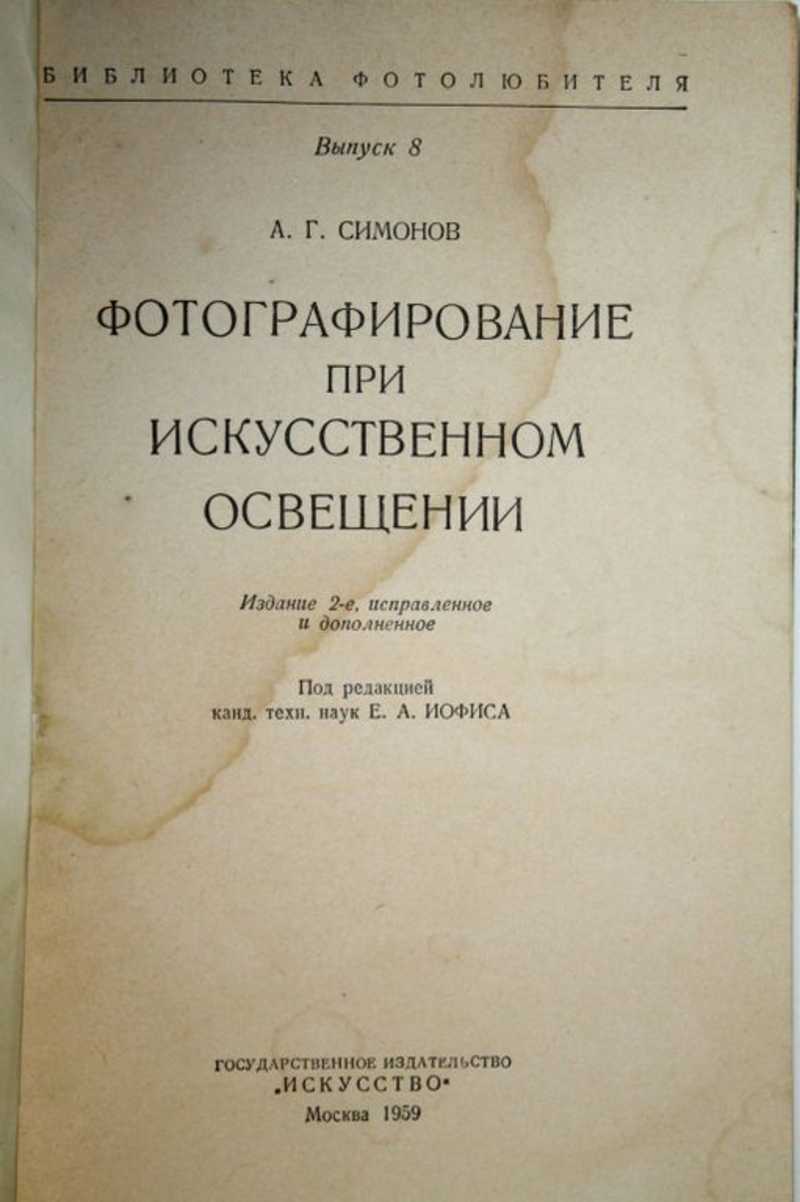 БИБЛИОТЕКА ФОТОЛЮБИТЕЛЯ
Выпуск 8
А. Г. СИМОНОВ
ФОТОГРАФИРОВАНИЕ
ПРИ
ИСКУССТВЕННОМ
ОСВЕЩЕНИИ
Издание 2-е, исправленное
и дополненное
Под редакцией
канд. техн. наук Е. А. ИОФИСА
ГОСУДАРСТВЕННОЕ ИЗДАТЕЛЬСТВО
„ИСКУССТВО“
Москва 1959